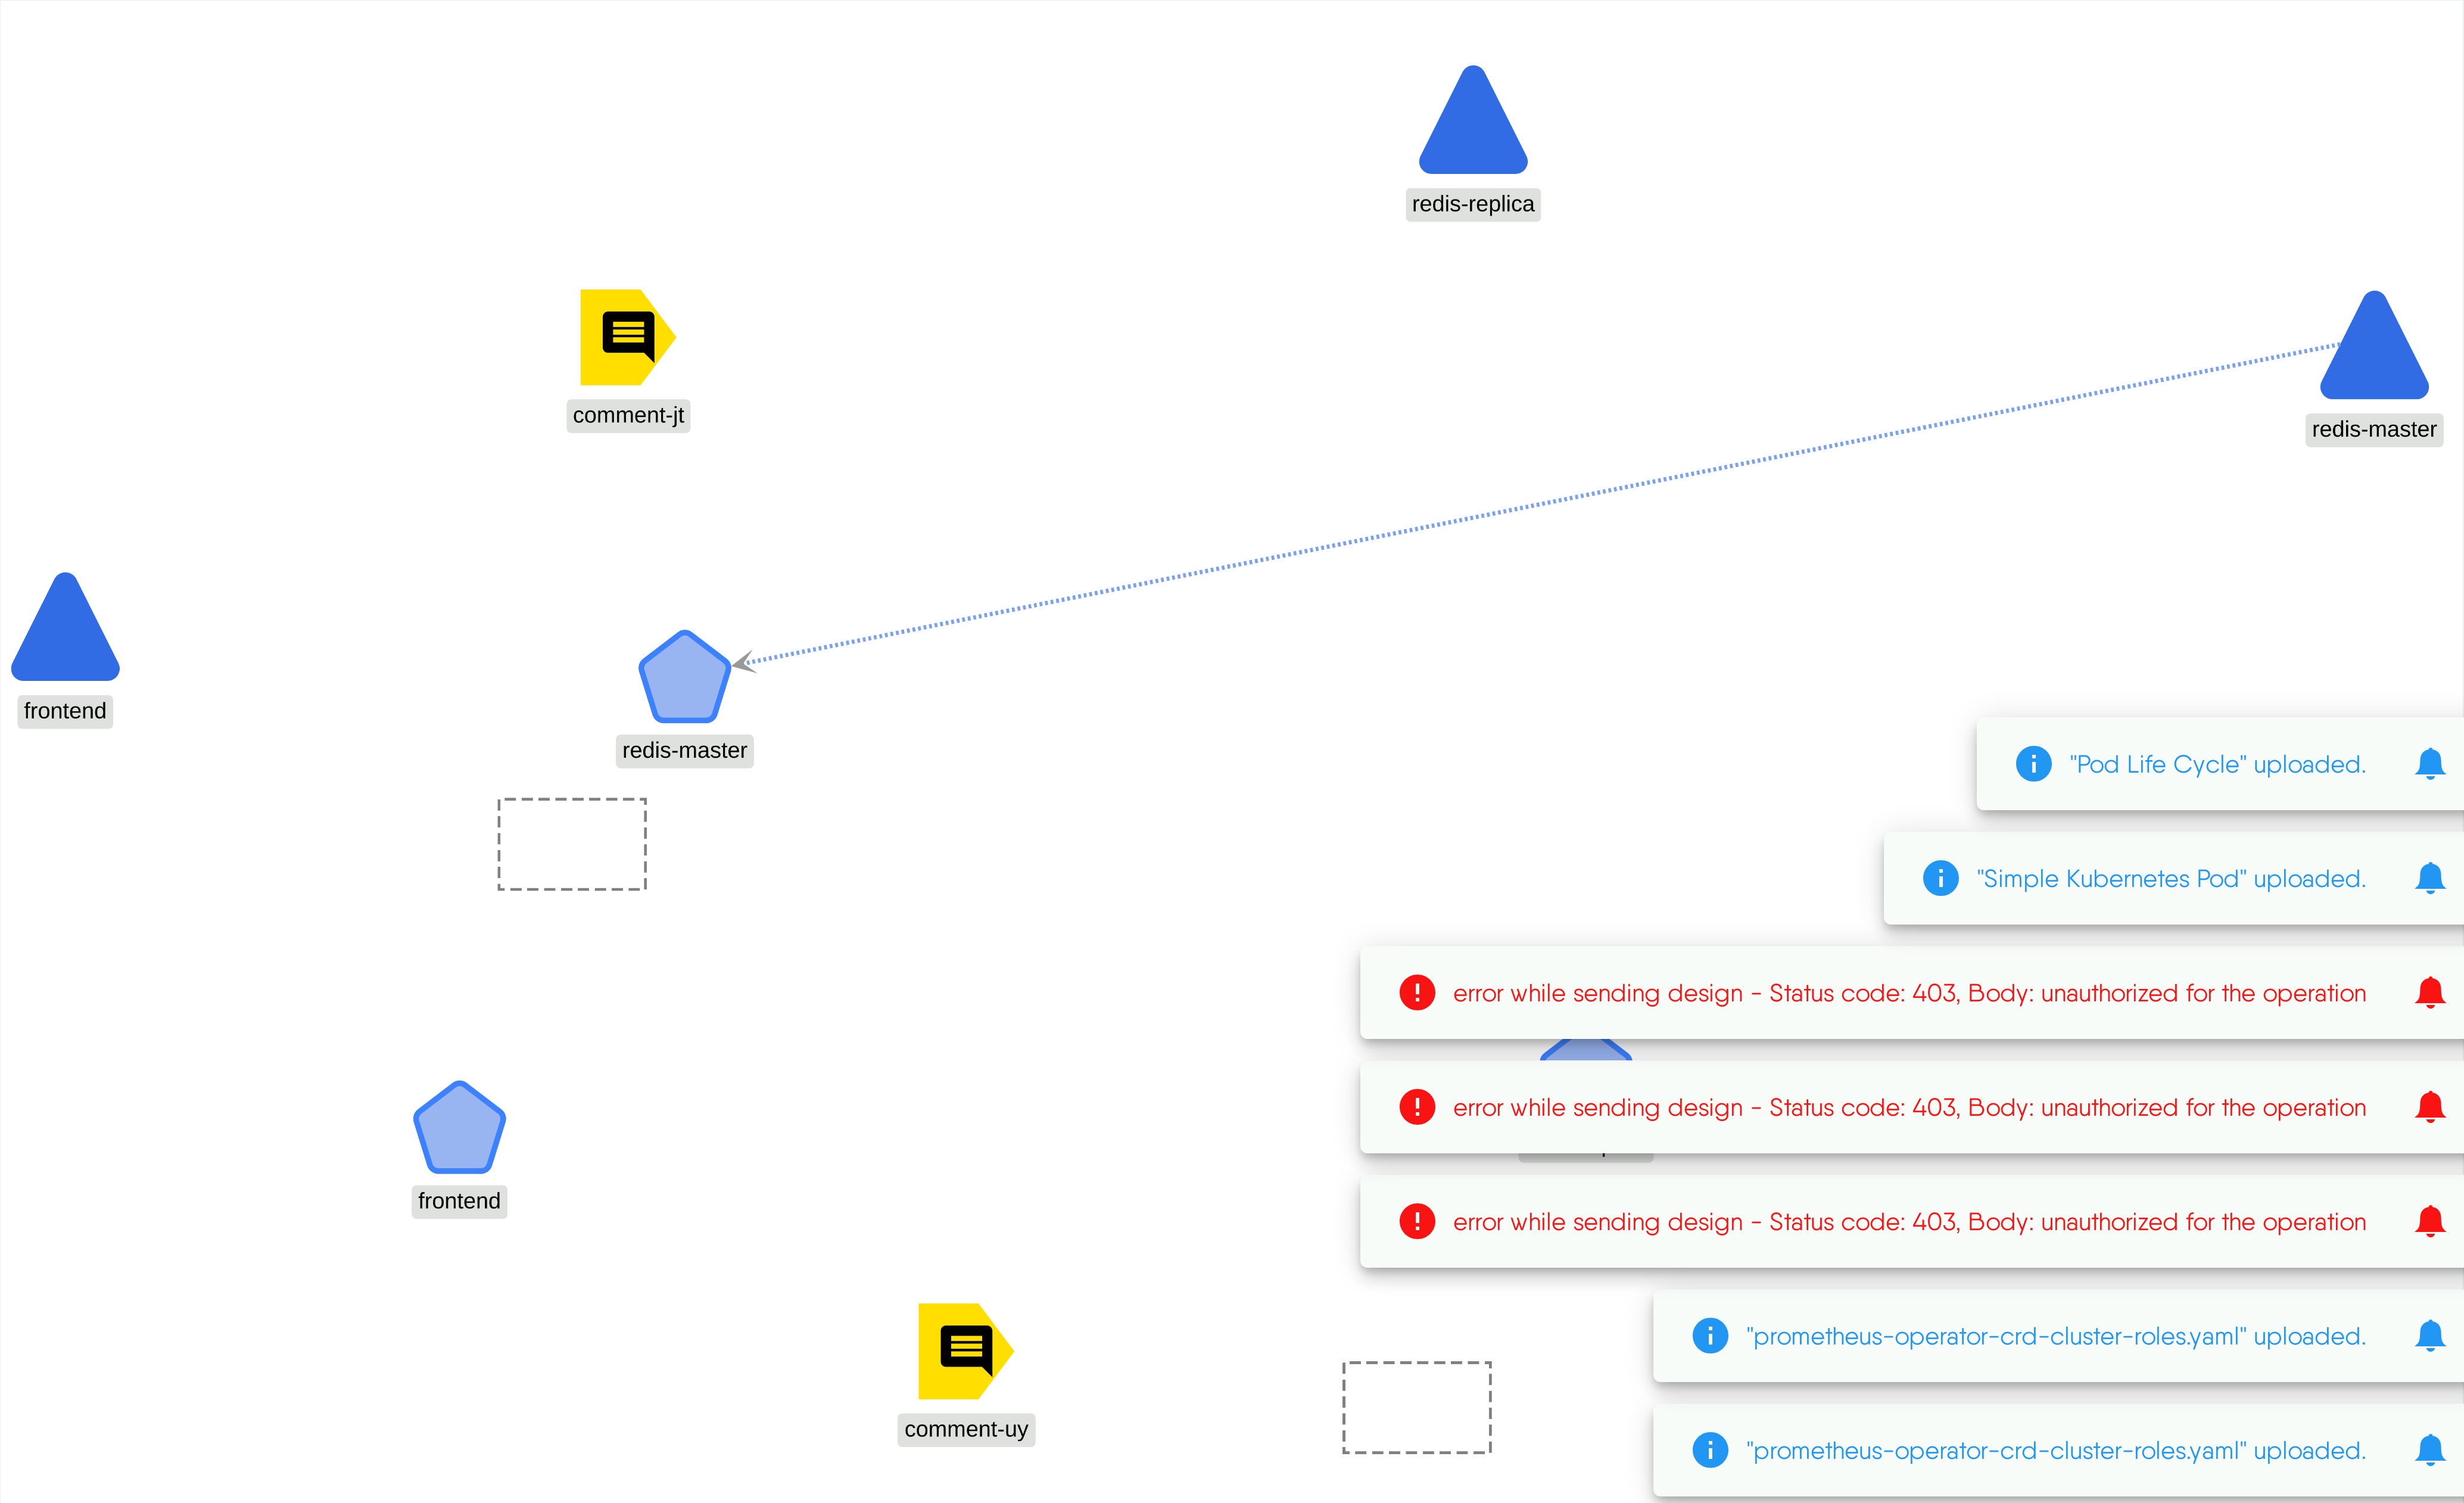 redis-replica
comment-jt
redis-master
frontend
redis-master
"Pod Life Cycle" uploaded.
"Simple Kubernetes Pod" uploaded.
error while sending design - Status code: 403, Body: unauthorized for the operation
error while sending design - Status code: 403, Body: unauthorized for the operation
frontend
error while sending design - Status code: 403, Body: unauthorized for the operation
"prometheus-operator-crd-cluster-roles.yaml" uploaded.
comment-uy
"prometheus-operator-crd-cluster-roles.yaml" uploaded.